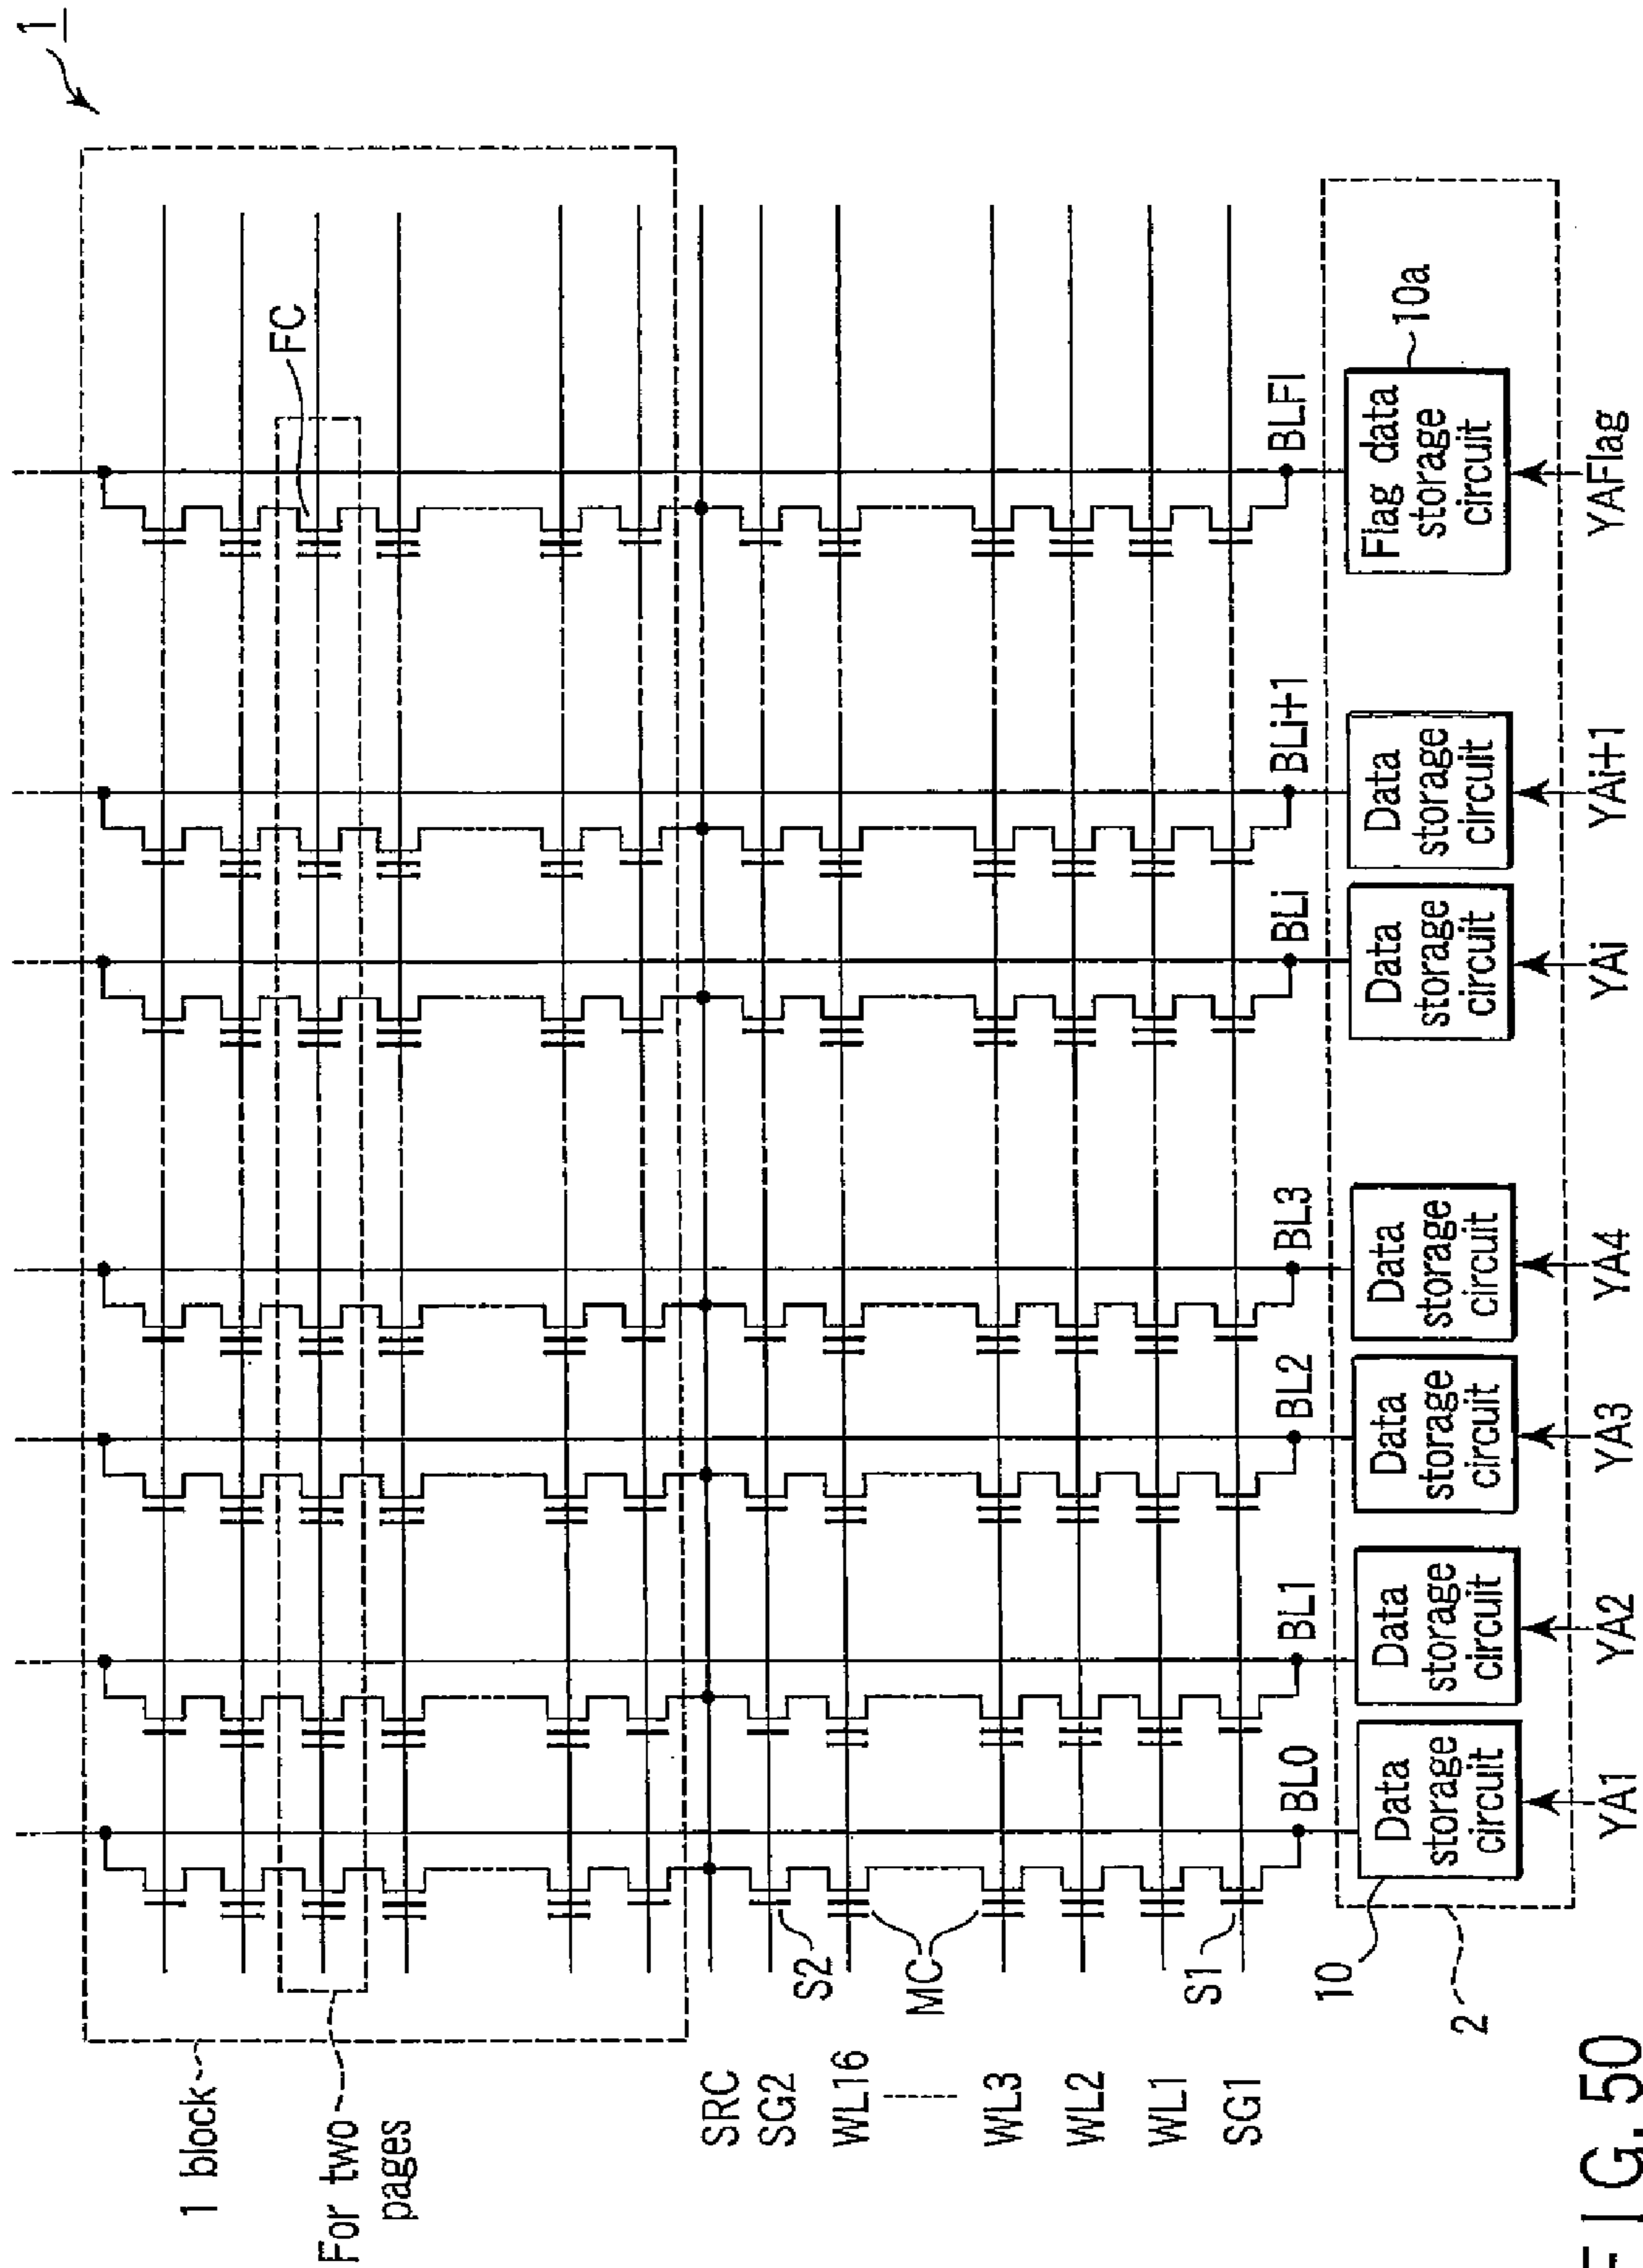 1
1 block
For two
pages
FC
SRC
SG2
WL16
WL3
WL2
WL1
SG1
S2
MC
S1
BL0
BL1
BL2
BL3
BLi
BLi+1
BLFi
10
2
Data
storage
circuit
Data
storage
circuit
Data
storage
circuit
Data
storage
circuit
Data
storage
circuit
Data
storage
circuit
Flag data
storage
circuit
10a
YA1
YA2
YA3
YA4
YAi
YAi+1
YAFlag
FIG. 50